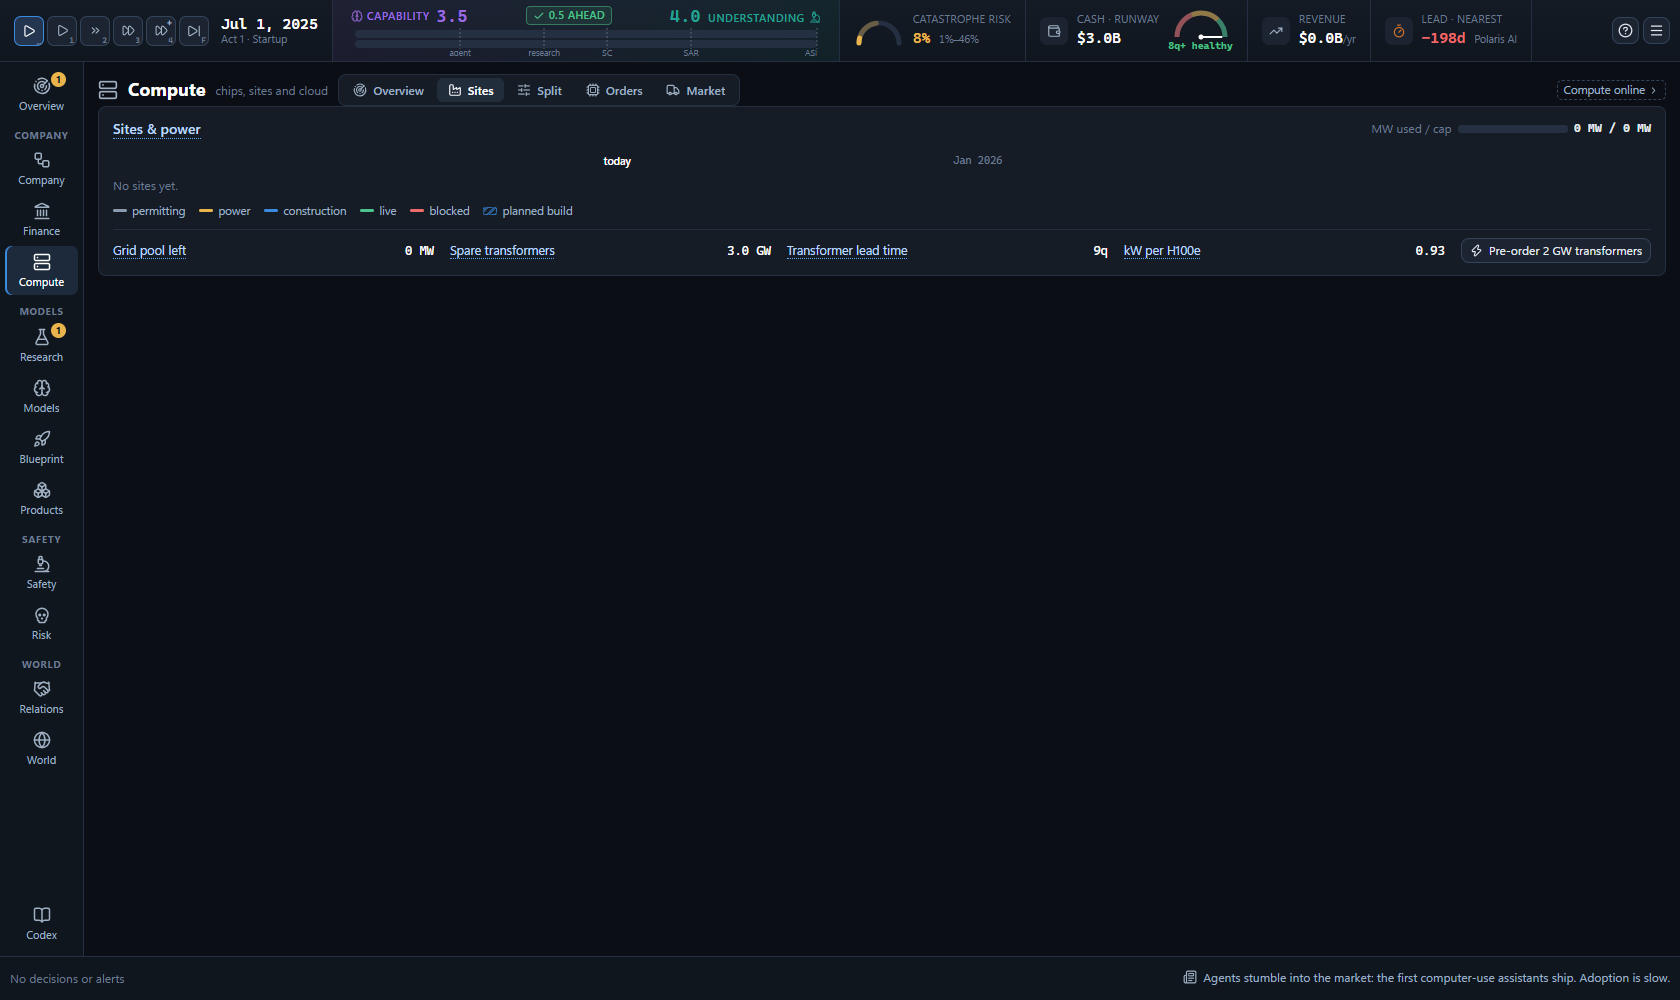 1
2
3
4
F
Jul 1, 2025
Act 1 · Startup
CAPABILITY 3.5
0.5 AHEAD
4.0 UNDERSTANDING
agent
research
SC
SAR
ASI
CATASTROPHE RISK
8% 1%–46%
CASH · RUNWAY
$3.0B
8q+ healthy
REVENUE
$0.0B/yr
LEAD · NEAREST
−198d Polaris AI
1
Overview
COMPANY
Company
Finance
Compute
MODELS
1
Research
Models
Blueprint
Products
SAFETY
Safety
Risk
WORLD
Relations
World
Codex
Compute chips, sites and cloud
Overview
Sites
Split
Orders
Market
Compute online ›
Sites & power
MW used / cap 0 MW / 0 MW
today
Jan 2026
No sites yet.
permitting
power
construction
live
blocked
planned build
Grid pool left 0 MW
Spare transformers 3.0 GW
Transformer lead time 9q
kW per H100e 0.93
Pre-order 2 GW transformers
No decisions or alerts
Agents stumble into the market: the first computer-use assistants ship. Adoption is slow.